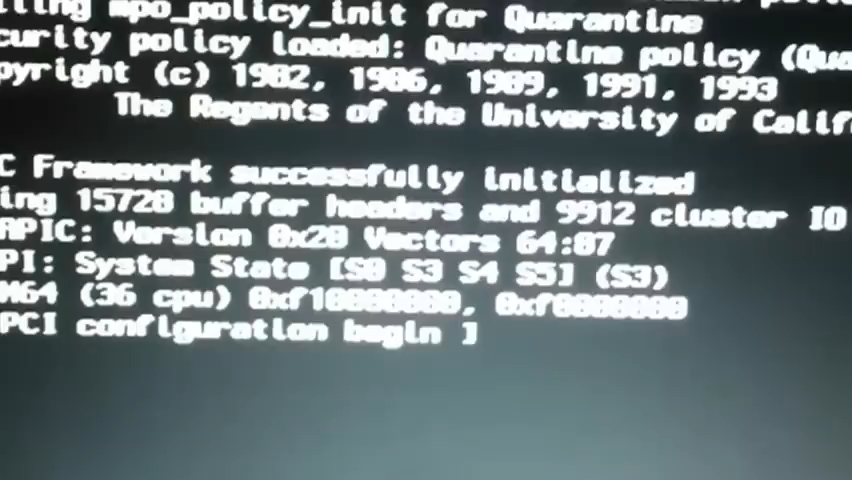 mpo_policy_init for Quarantine
curity policy loaded: Quarantine policy (Qua
pyright (c) 1982, 1986, 1989, 1991, 1993
The Regents of the University of Calif
C Framework successfully initialized
ing 15728 buffer headers and 9912 cluster IO
APIC: Version 0x20 Vectors 64:87
PI: System State [S0 S3 S4 S5] (S3)
M64 (36 cpu) 0xf10000000, 0xf0000000
PCI configuration begin ]